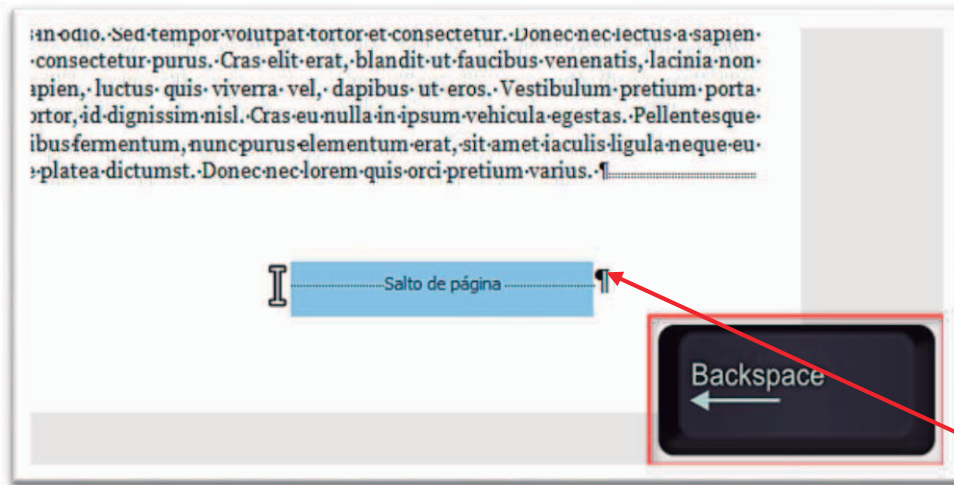 in·odio.·Sed·tempor·volutpat·tortor·et·consectetur.·Donec·nec·lectus·a·sapien·
·consectetur·purus.·Cras·elit·erat,·blandit·ut·faucibus·venenatis,·lacinia·non·
apien,·luctus·quis·viverra·vel,·dapibus·ut·eros.·Vestibulum·pretium·porta·
ortor,·id·dignissim·nisl.·Cras·eu·nulla·in·ipsum·vehicula·egestas.·Pellentesque·
ibus·fermentum,·nunc·purus·elementum·erat,·sit·amet·iaculis·ligula·neque·eu·
·platea·dictumst.·Donec·nec·lorem·quis·orci·pretium·varius.·¶
Salto de página ¶
Backspace